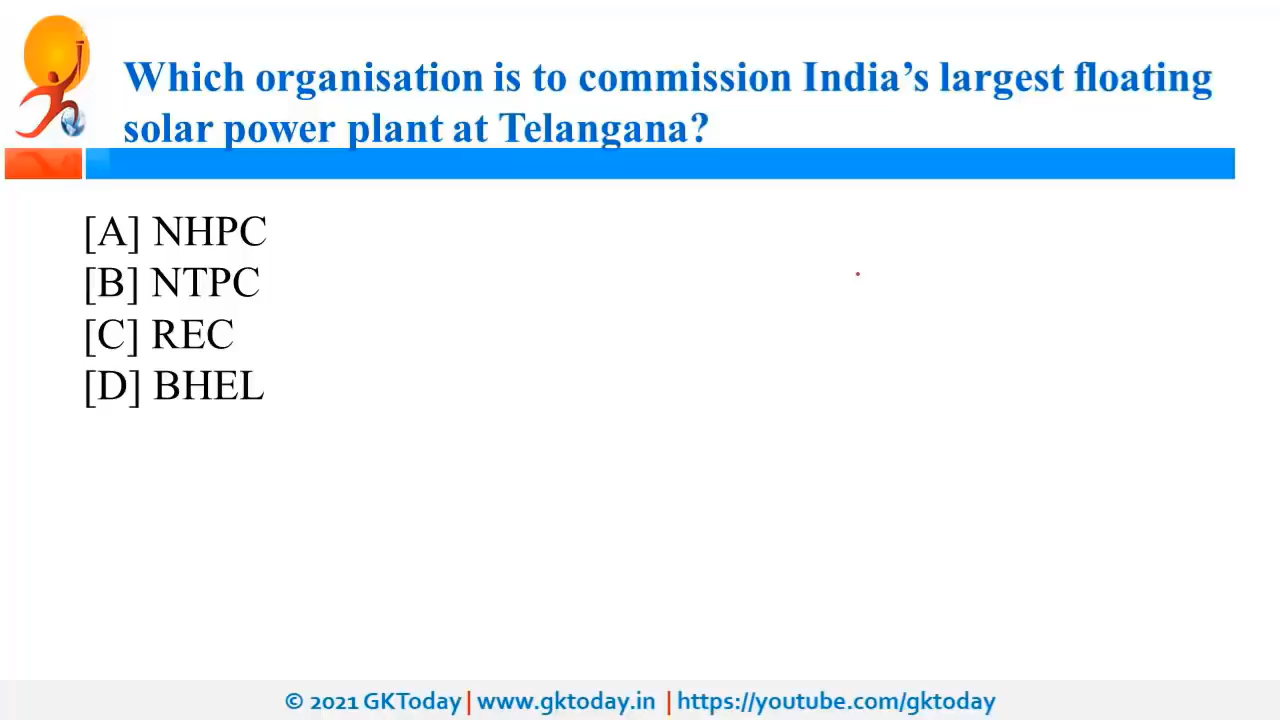 Which organisation is to commission India’s largest floating
solar power plant at Telangana?
[A] NHPC
[B] NTPC
[C] REC
[D] BHEL
© 2021 GKToday | www.gktoday.in | https://youtube.com/gktoday